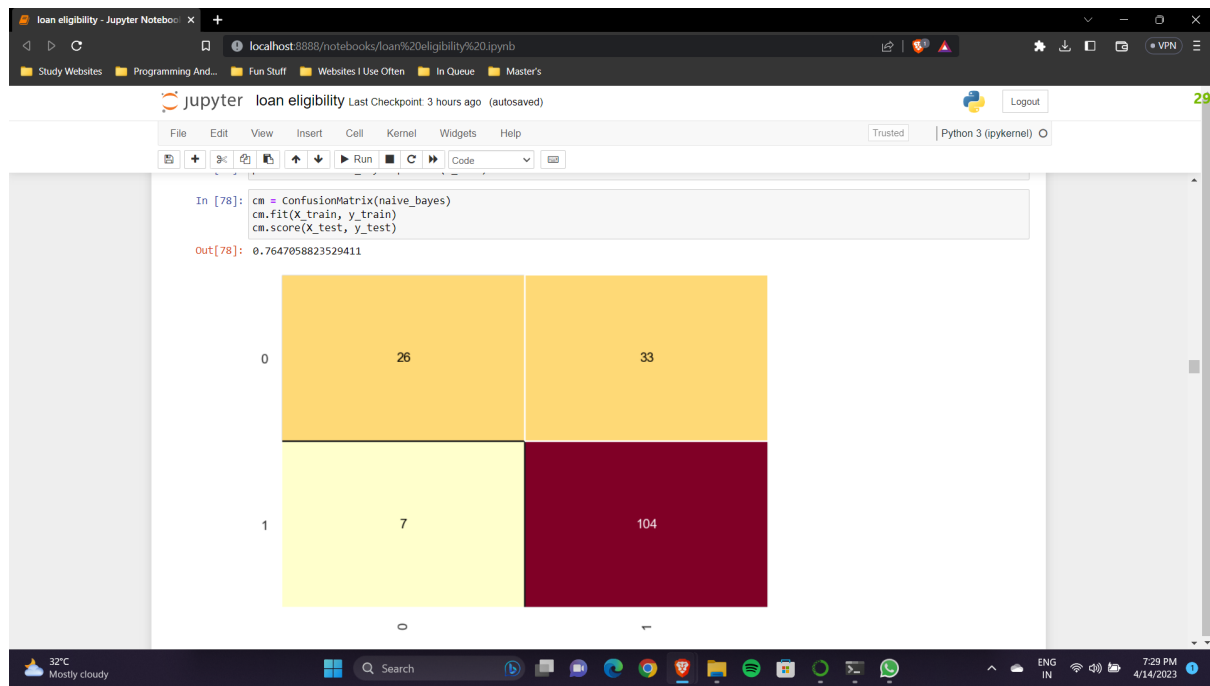 loan eligibility - Jupyter Noteboo
localhost:8888/notebooks/loan%20eligibility%20.ipynb
VPN
Study Websites Programming And... Fun Stuff Websites I Use Often In Queue Master's
jupyter loan eligibility Last Checkpoint: 3 hours ago (autosaved)
Logout
29
File Edit View Insert Cell Kernel Widgets Help
Trusted Python 3 (ipykernel)
Run Code
In [78]: cm = ConfusionMatrix(naive_bayes)
cm.fit(X_train, y_train)
cm.score(X_test, y_test)
Out[78]: 0.7647058823529411
0 26 33
1 7 104
0 1
32°C
Mostly cloudy
Search
ENG
IN
7:29 PM
4/14/2023
1